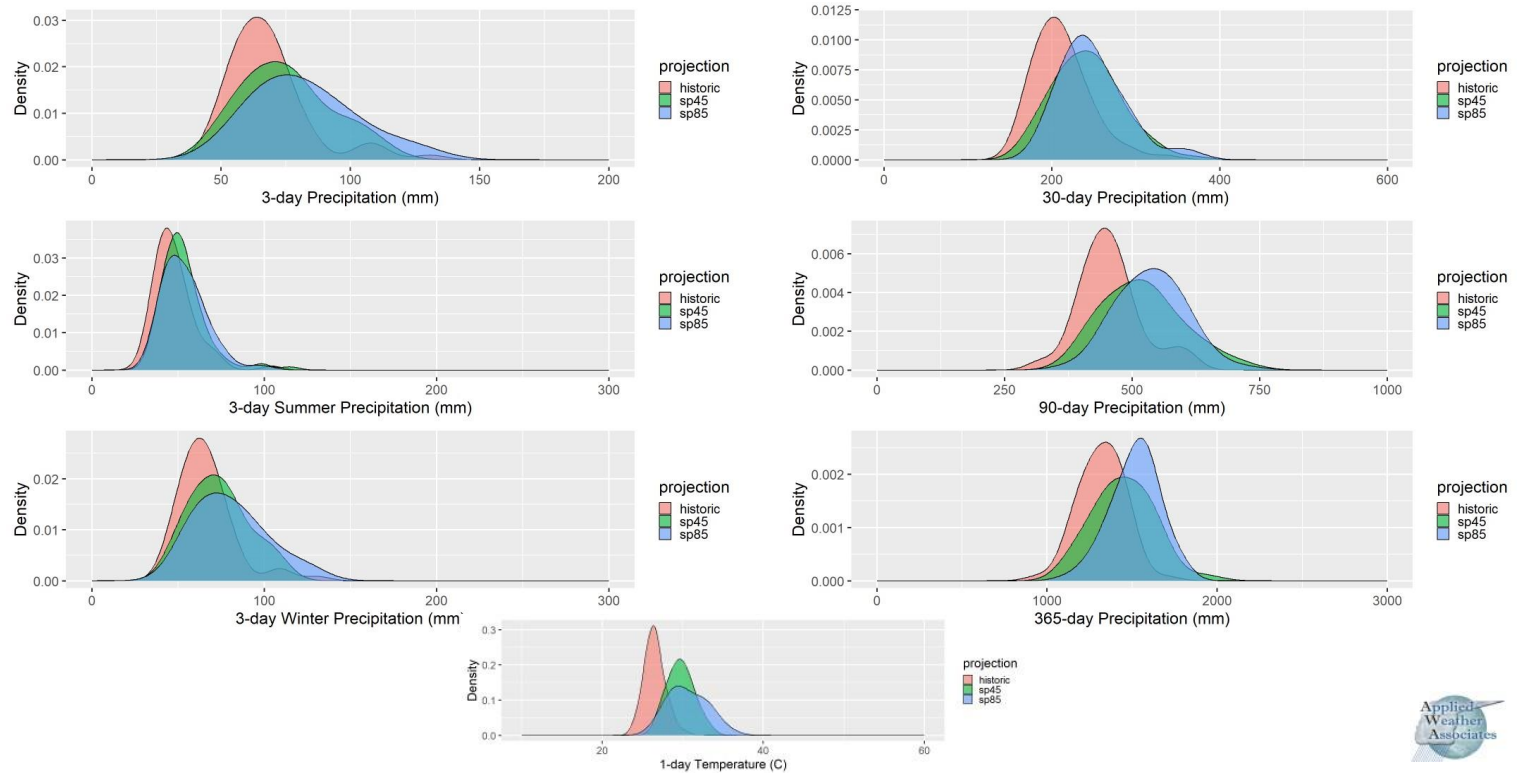 0.03
0.02
0.01
0.00
Density
0 50 100 150 200
3-day Precipitation (mm)
projection
historic
sp45
sp85
0.0125
0.0100
0.0075
0.0050
0.0025
0.0000
Density
0 200 400 600
30-day Precipitation (mm)
projection
historic
sp45
sp85
0.03
0.02
0.01
0.00
Density
0 100 200 300
3-day Summer Precipitation (mm)
projection
historic
sp45
sp85
0.006
0.004
0.002
0.000
Density
0 250 500 750 1000
90-day Precipitation (mm)
projection
historic
sp45
sp85
0.02
0.01
0.00
Density
0 100 200 300
3-day Winter Precipitation (mm
projection
historic
sp45
sp85
0.002
0.001
0.000
Density
0 1000 2000 3000
365-day Precipitation (mm)
projection
historic
sp45
sp85
0.3
0.2
0.1
0.0
Density
20 40 60
1-day Temperature (C)
projection
historic
sp45
sp85
Applied
Weather
Associates